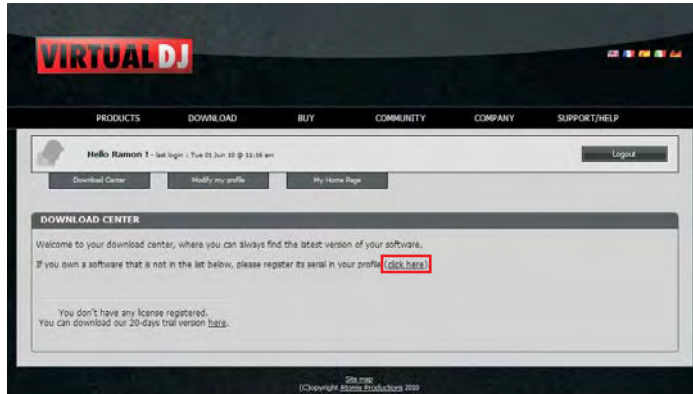 VIRTUAL DJ
PRODUCTS DOWNLOAD BUY COMMUNITY COMPANY SUPPORT/HELP
Hello Ramon ! - last login : Tue 01 Jun 10 @ 11:16 am
Logout
Download Center Modify my profile My Home Page
DOWNLOAD CENTER
Welcome to your download center, where you can always find the latest version of your software.
If you own a software that is not in the list below, please register its serial in your profile (click here).
You don't have any license registered.
You can download our 20-days trial version here.
Site map
(C)opyright Atomix Productions 2010